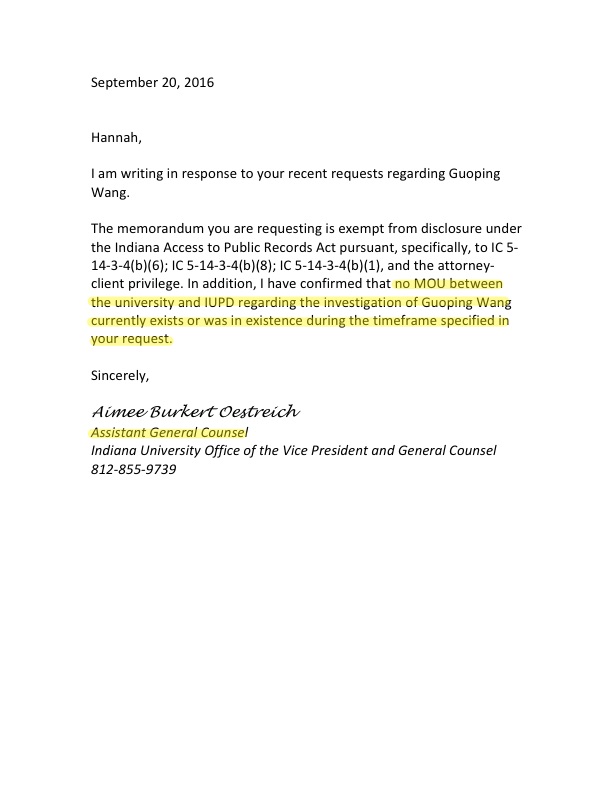 September 20, 2016
Hannah,
I am writing in response to your recent requests regarding Guoping
Wang.
The memorandum you are requesting is exempt from disclosure under
the Indiana Access to Public Records Act pursuant, specifically, to IC 5-
14-3-4(b)(6); IC 5-14-3-4(b)(8); IC 5-14-3-4(b)(1), and the attorney-
client privilege. In addition, I have confirmed that no MOU between
the university and IUPD regarding the investigation of Guoping Wang
currently exists or was in existence during the timeframe specified in
your request.
Sincerely,
Aimee Burkert Oestreich
Assistant General Counsel
Indiana University Office of the Vice President and General Counsel
812-855-9739